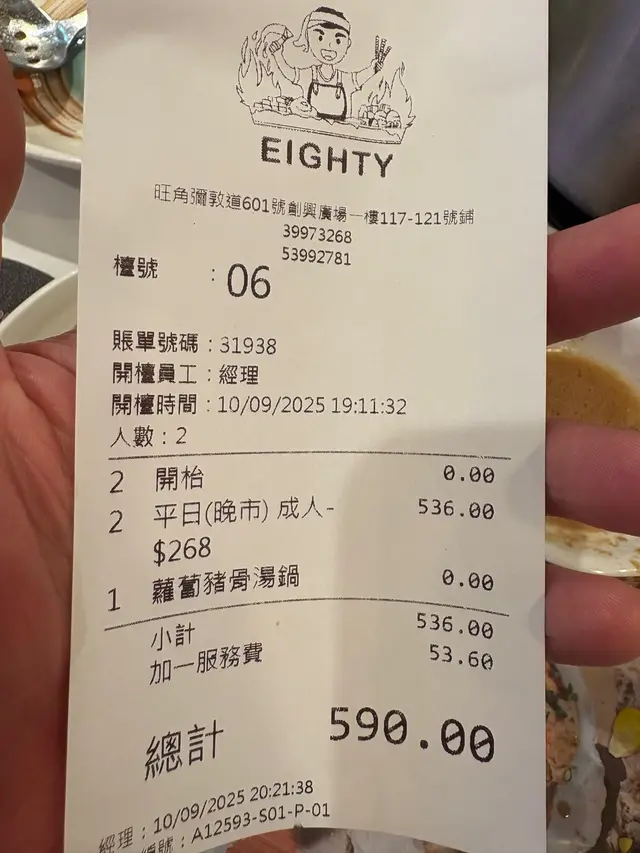 EIGHTY
旺角彌敦道601號創興廣場一樓117-121號鋪
39973268
53992781
檯號 : 06
賬單號碼 : 31938
開檯員工 : 經理
開檯時間 : 10/09/2025 19:11:32
人數 : 2
2 開枱 0.00
2 平日(晚市) 成人- 536.00
$268
1 蘿蔔豬骨湯鍋 0.00
小計 536.00
加一服務費 53.60
總計 590.00
經理 : 10/09/2025 20:21:38
號 : A12593-S01-P-01